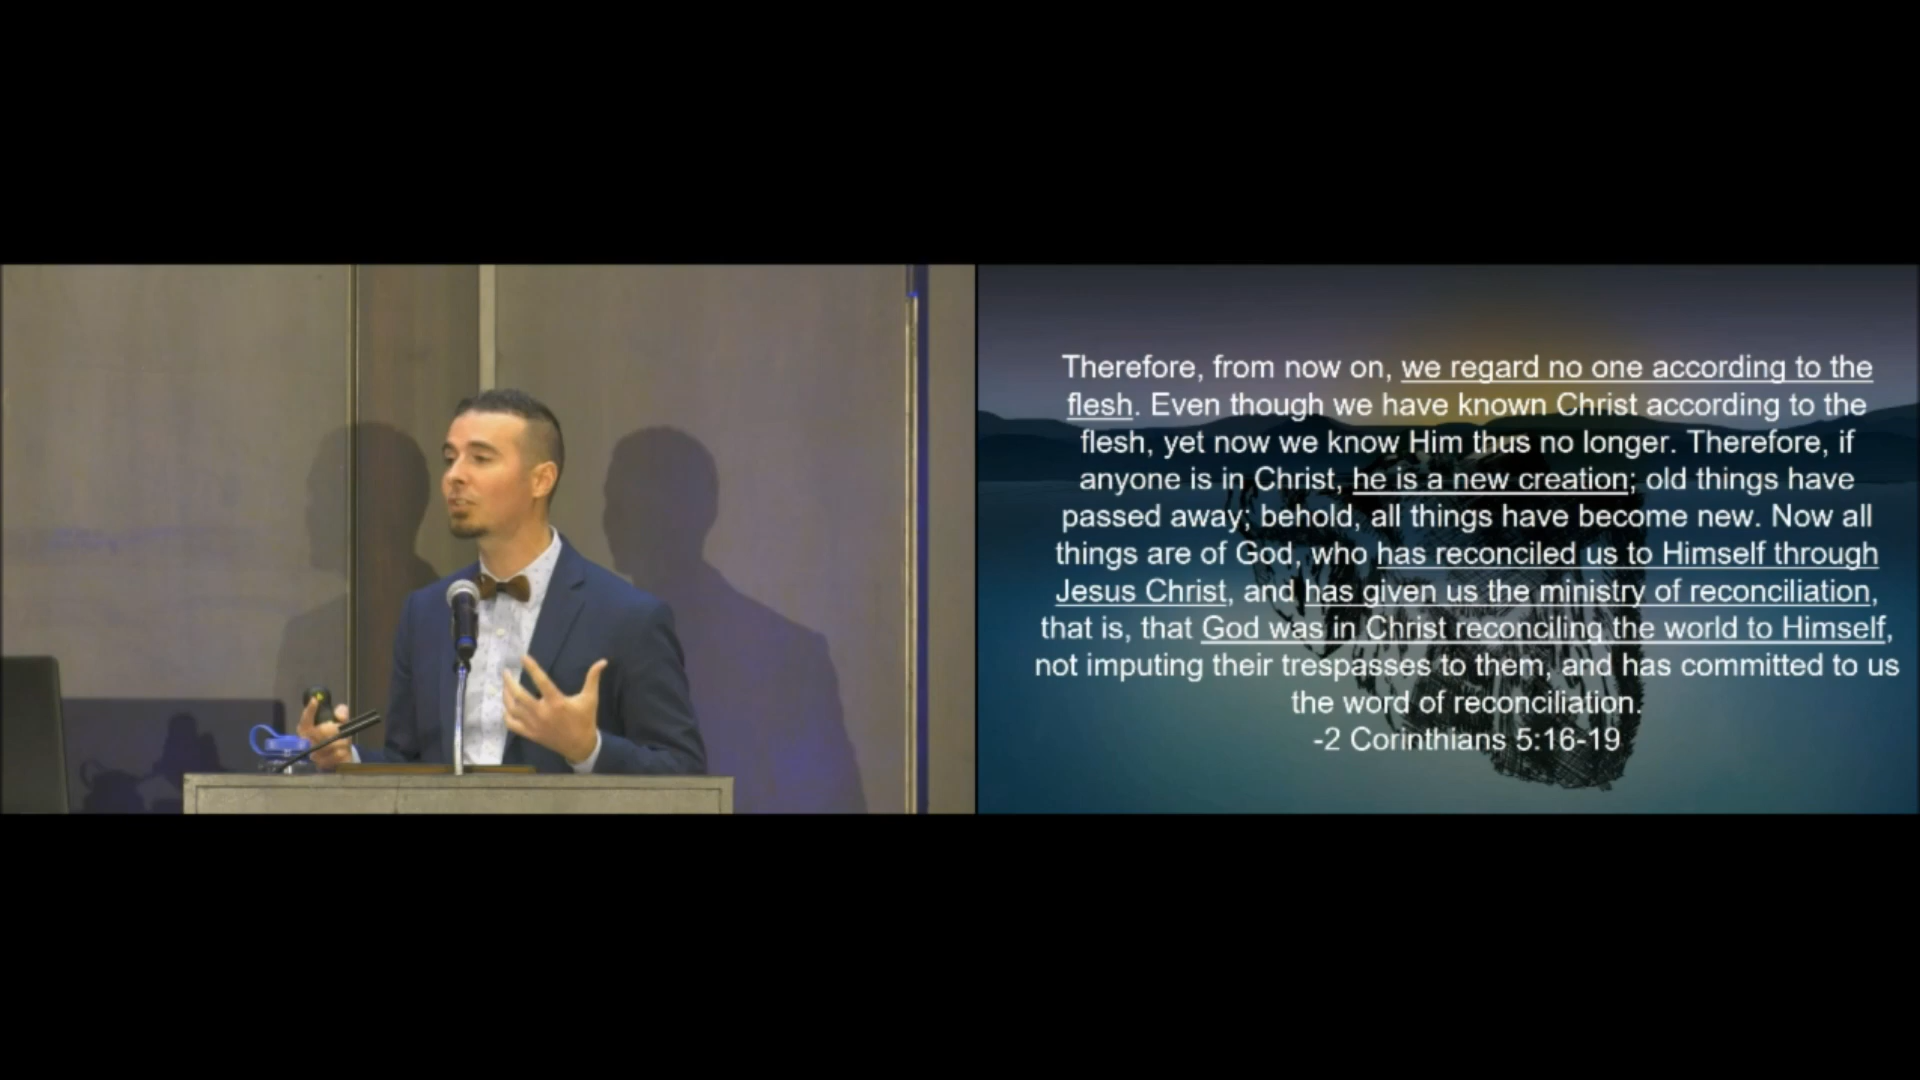 Therefore, from now on, we regard no one according to the
flesh. Even though we have known Christ according to the
flesh, yet now we know Him thus no longer. Therefore, if
anyone is in Christ, he is a new creation; old things have
passed away; behold, all things have become new. Now all
things are of God, who has reconciled us to Himself through
Jesus Christ, and has given us the ministry of reconciliation,
that is, that God was in Christ reconciling the world to Himself,
not imputing their trespasses to them, and has committed to us
the word of reconciliation.
-2 Corinthians 5:16-19